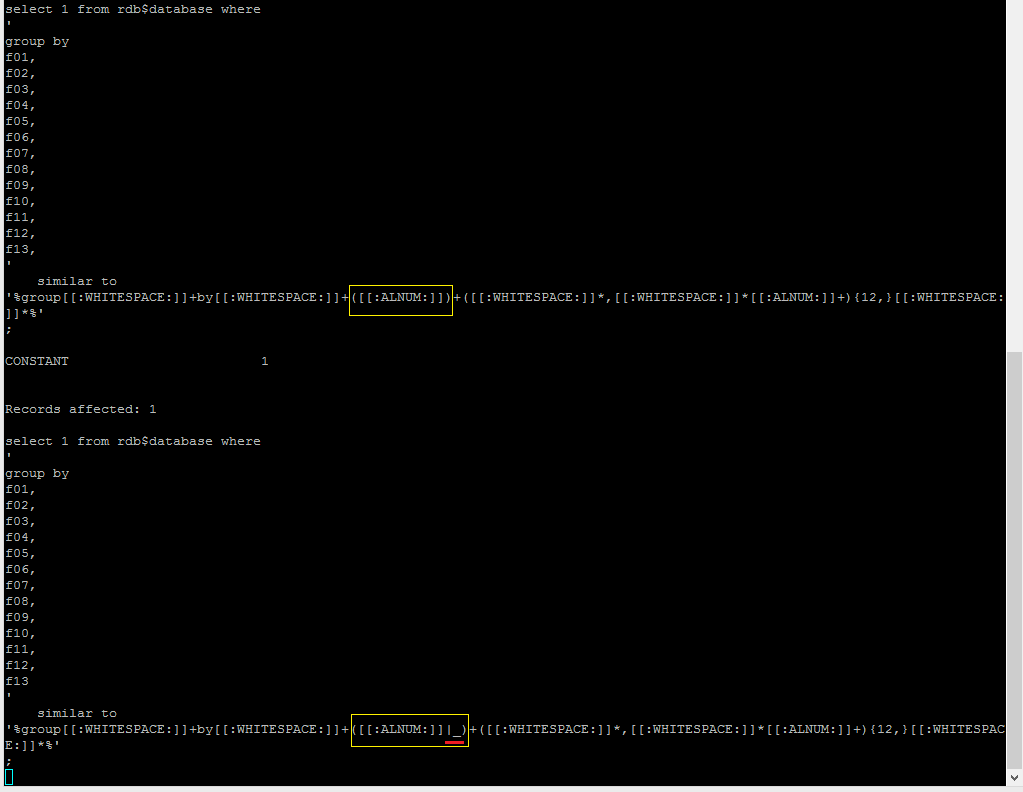 select 1 from rdb$database where
'
group by
f01,
f02,
f03,
f04,
f05,
f06,
f07,
f08,
f09,
f10,
f11,
f12,
f13,
'
    similar to
'%group[[:WHITESPACE:]]+by[[:WHITESPACE:]]+([[:ALNUM:]])+([[:WHITESPACE:]]*,[[:WHITESPACE:]]*[[:ALNUM:]]+){12,}[[:WHITESPACE:
]]*%'
;
CONSTANT                        1
Records affected: 1
select 1 from rdb$database where
'
group by
f01,
f02,
f03,
f04,
f05,
f06,
f07,
f08,
f09,
f10,
f11,
f12,
f13
'
    similar to
'%group[[:WHITESPACE:]]+by[[:WHITESPACE:]]+([[:ALNUM:]]|_)+([[:WHITESPACE:]]*,[[:WHITESPACE:]]*[[:ALNUM:]]+){12,}[[:WHITESPAC
E:]]*%'
;